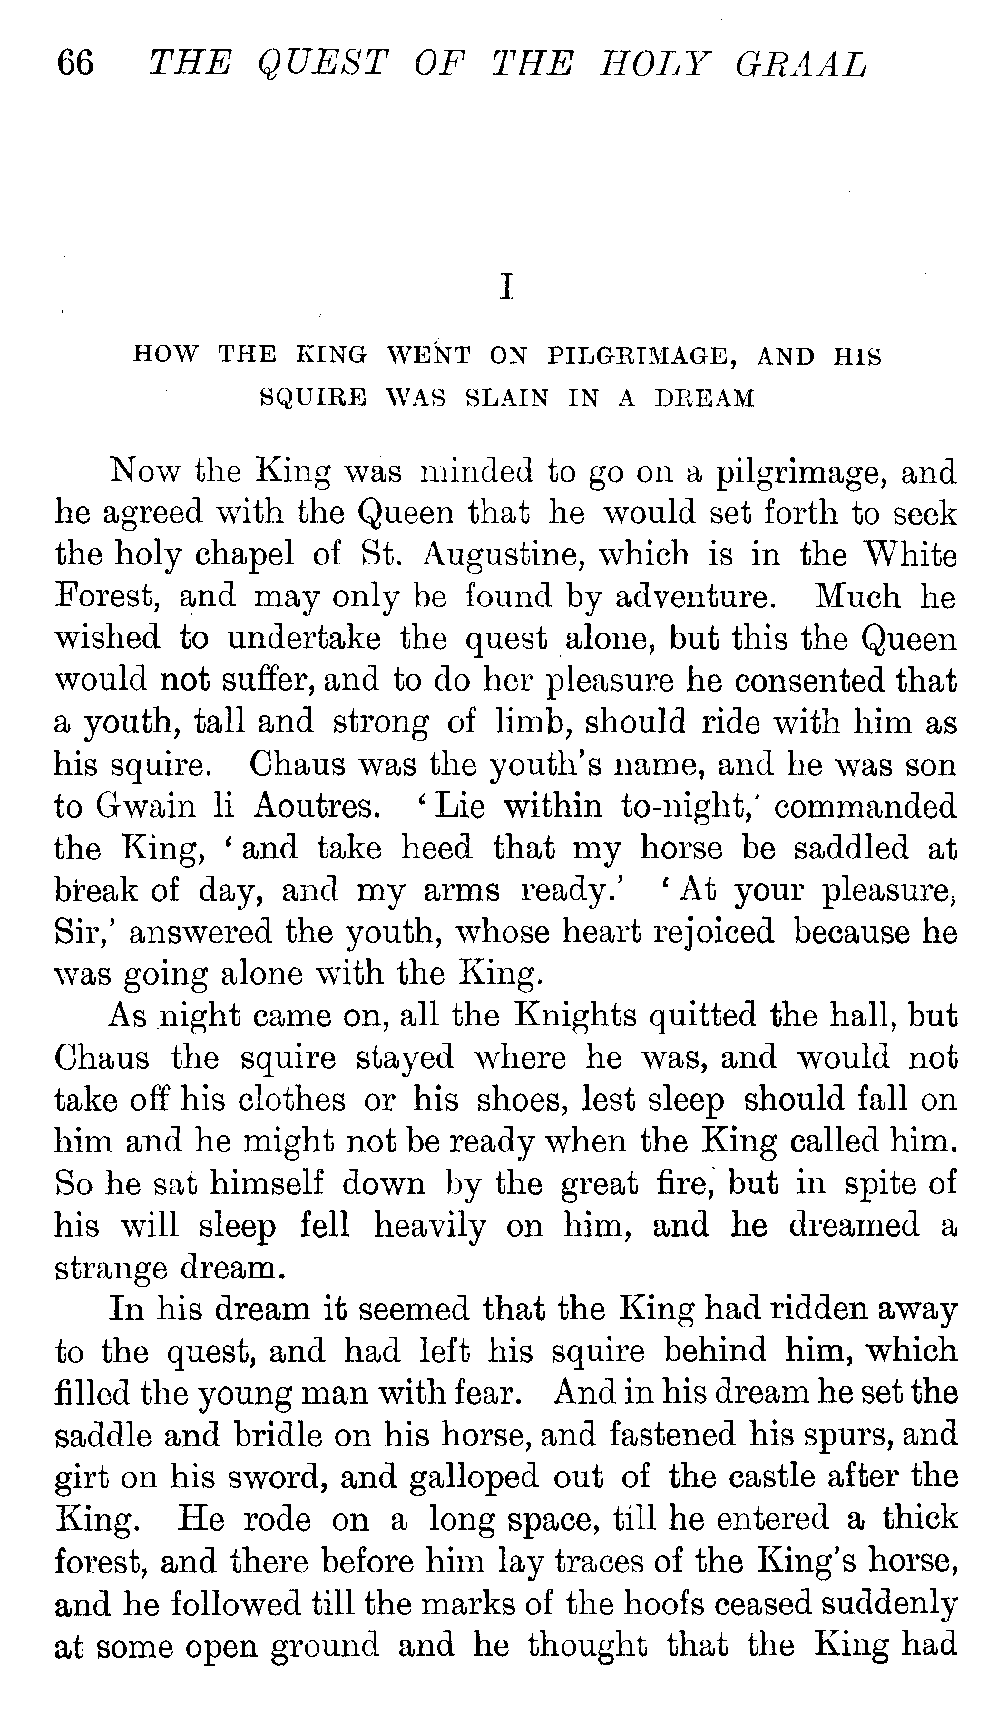 66 THE QUEST OF THE HOLY GRAAL
I
HOW THE KING WENT ON PILGRIMAGE, AND HIS
SQUIRE WAS SLAIN IN A DREAM
Now the King was minded to go on a pilgrimage, and
he agreed with the Queen that he would set forth to seek
the holy chapel of St. Augustine, which is in the White
Forest, and may only be found by adventure. Much he
wished to undertake the quest alone, but this the Queen
would not suffer, and to do her pleasure he consented that
a youth, tall and strong of limb, should ride with him as
his squire. Chaus was the youth's name, and he was son
to Gwain li Aoutres. ‘Lie within to-night,’ commanded
the King, ‘and take heed that my horse be saddled at
break of day, and my arms ready.’ ‘At your pleasure,
Sir,’ answered the youth, whose heart rejoiced because he
was going alone with the King.
As night came on, all the Knights quitted the hall, but
Chaus the squire stayed where he was, and would not
take off his clothes or his shoes, lest sleep should fall on
him and he might not be ready when the King called him.
So he sat himself down by the great fire, but in spite of
his will sleep fell heavily on him, and he dreamed a
strange dream.
In his dream it seemed that the King had ridden away
to the quest, and had left his squire behind him, which
filled the young man with fear. And in his dream he set the
saddle and bridle on his horse, and fastened his spurs, and
girt on his sword, and galloped out of the castle after the
King. He rode on a long space, till he entered a thick
forest, and there before him lay traces of the King's horse,
and he followed till the marks of the hoofs ceased suddenly
at some open ground and he thought that the King had